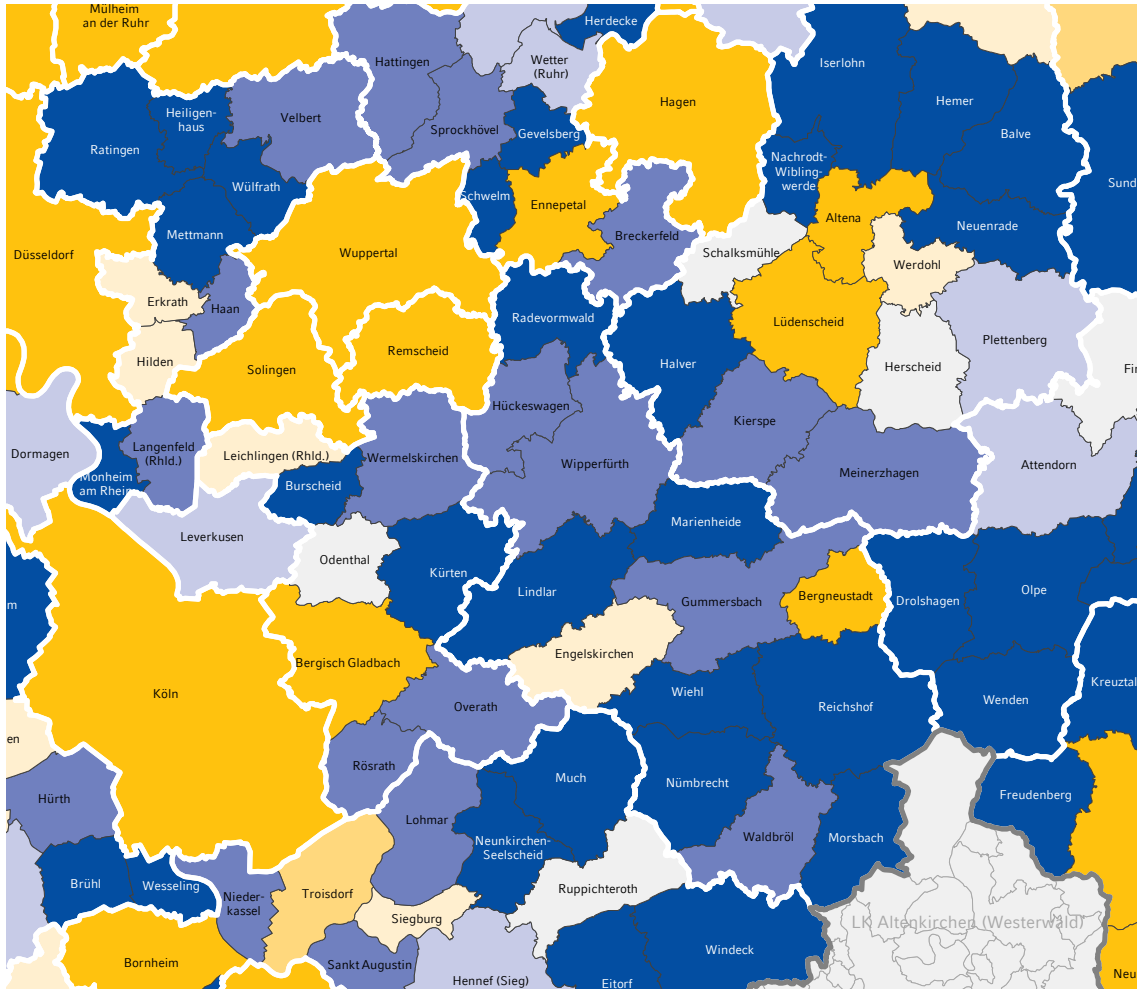 Mülheim
an der Ruhr
Herdecke
Hattingen
Wetter
(Ruhr)
Iserlohn
Hagen
Hemer
Heiligen-
haus
Velbert
Sprockhövel
Gevelsberg
Balve
Ratingen
Nachrodt-
Wibling-
werde
Wülfrath
Schwelm
Ennepetal
Sund
Altena
Mettmann
Breckerfeld
Neuenrade
Düsseldorf
Wuppertal
Schalksmühle
Werdohl
Erkrath
Haan
Radevormwald
Lüdenscheid
Plettenberg
Hilden
Solingen
Remscheid
Halver
Herscheid
Fin
Hückeswagen
Kierspe
Dormagen
Langenfeld
(Rhld.)
Leichlingen (Rhld.)
Wermelskirchen
Wipperfürth
Meinerzhagen
Attendorn
Monheim
am Rhein
Burscheid
Marienheide
Leverkusen
Odenthal
Kürten
Lindlar
Gummersbach
Bergneustadt
Drolshagen
Olpe
m
Engelskirchen
Bergisch Gladbach
Köln
Wiehl
Reichshof
Wenden
Kreuztal
Overath
en
Rösrath
Much
Nümbrecht
Hürth
Freudenberg
Lohmar
Neunkirchen-
Seelscheid
Waldbröl
Morsbach
Brühl
Wesseling
Nieder-
kassel
Troisdorf
Ruppichteroth
Siegburg
LK Altenkirchen (Westerwald)
Windeck
Bornheim
Sankt Augustin
Hennef (Sieg)
Eitorf
Neu